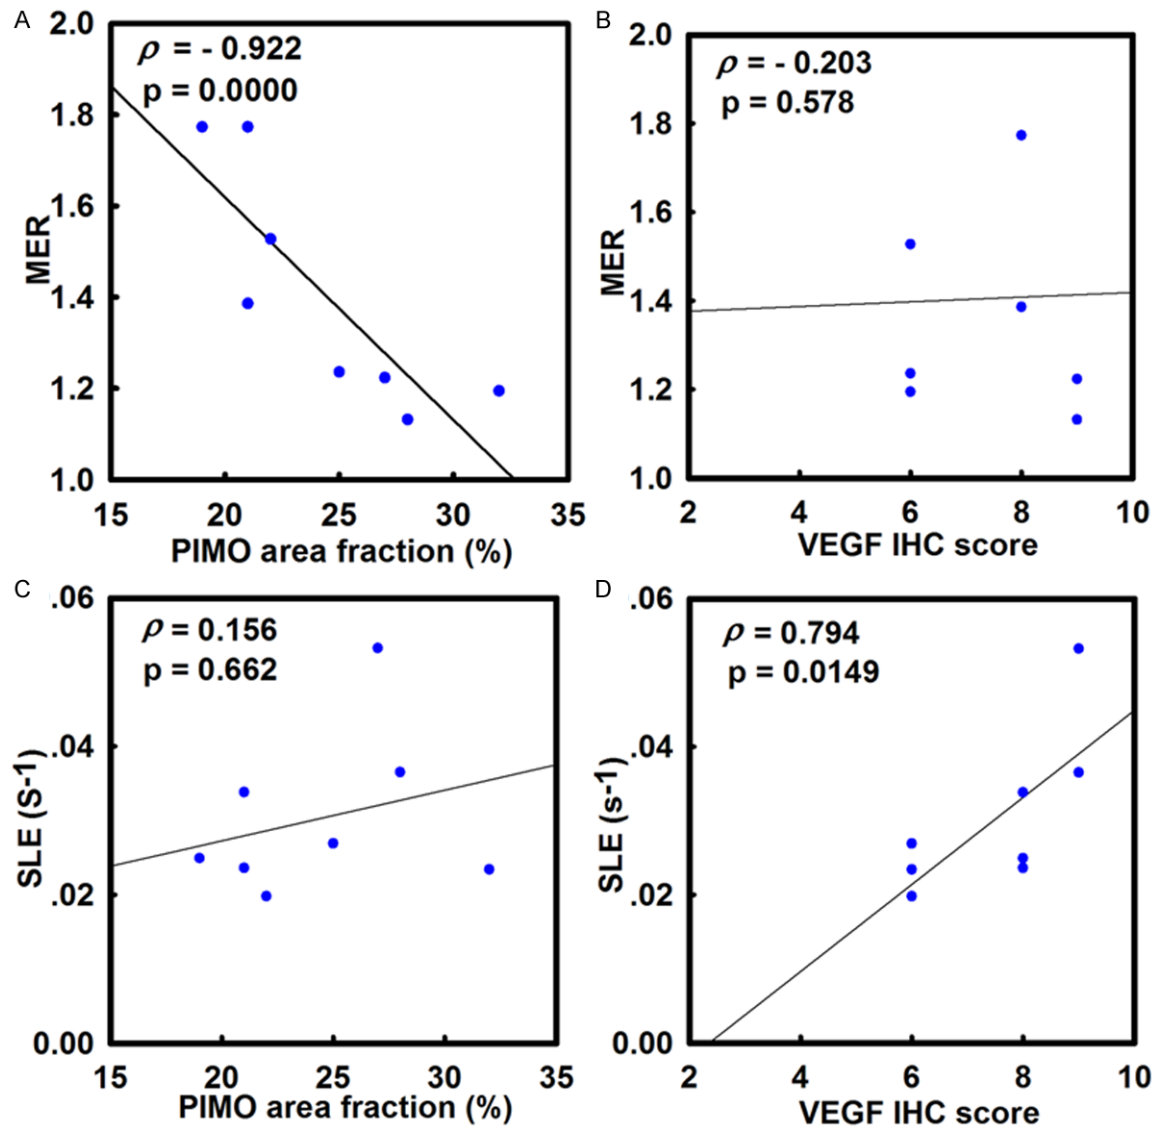 A
2.0
1.8
1.6
1.4
1.2
1.0
MER
ρ = - 0.922
p = 0.0000
15 20 25 30 35
PIMO area fraction (%)
B
2.0
1.8
1.6
1.4
1.2
1.0
MER
ρ = - 0.203
p = 0.578
2 4 6 8 10
VEGF IHC score
C
.06
.04
.02
0.00
SLE (S-1)
ρ = 0.156
p = 0.662
15 20 25 30 35
PIMO area fraction (%)
D
.06
.04
.02
0.00
SLE (s-1)
ρ = 0.794
p = 0.0149
2 4 6 8 10
VEGF IHC score